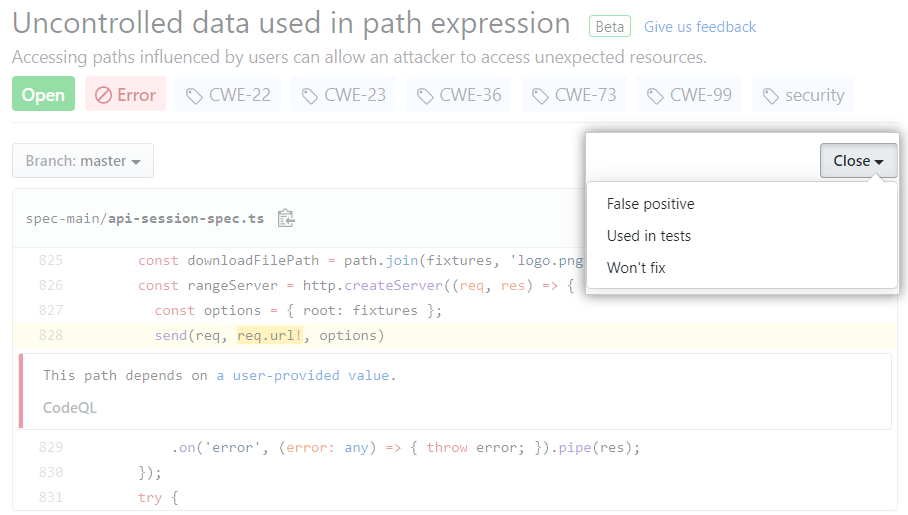 Uncontrolled data used in path expression Beta Give us feedback
Accessing paths influenced by users can allow an attacker to access unexpected resources.
Open Error CWE-22 CWE-23 CWE-36 CWE-73 CWE-99 security
Branch: master Close
False positive
Used in tests
Won't fix
spec-main/api-session-spec.ts
825 const downloadFilePath = path.join(fixtures, 'logo.png
826 const rangeServer = http.createServer((req, res) => {
827 const options = { root: fixtures };
828 send(req, req.url!, options)
This path depends on a user-provided value.
CodeQL
829 .on('error', (error: any) => { throw error; }).pipe(res);
830 });
831 try {